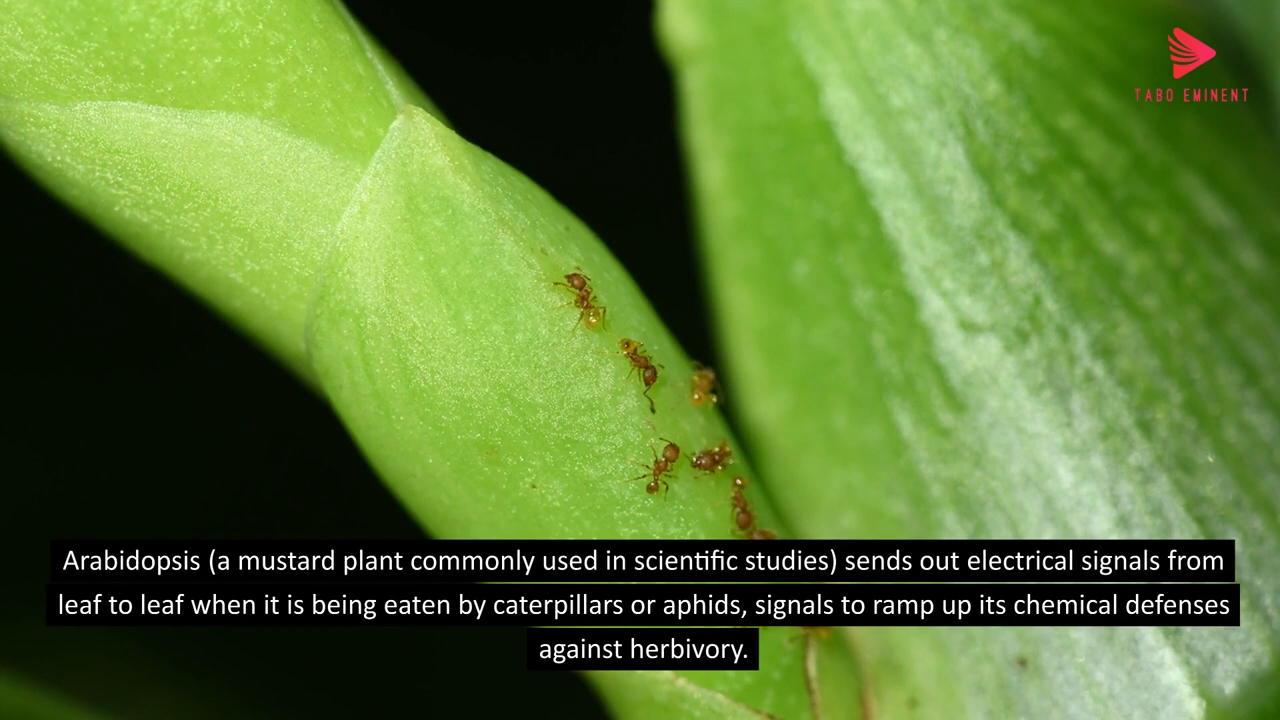 TABO EMINENT
Arabidopsis (a mustard plant commonly used in scientific studies) sends out electrical signals from
leaf to leaf when it is being eaten by caterpillars or aphids, signals to ramp up its chemical defenses
against herbivory.